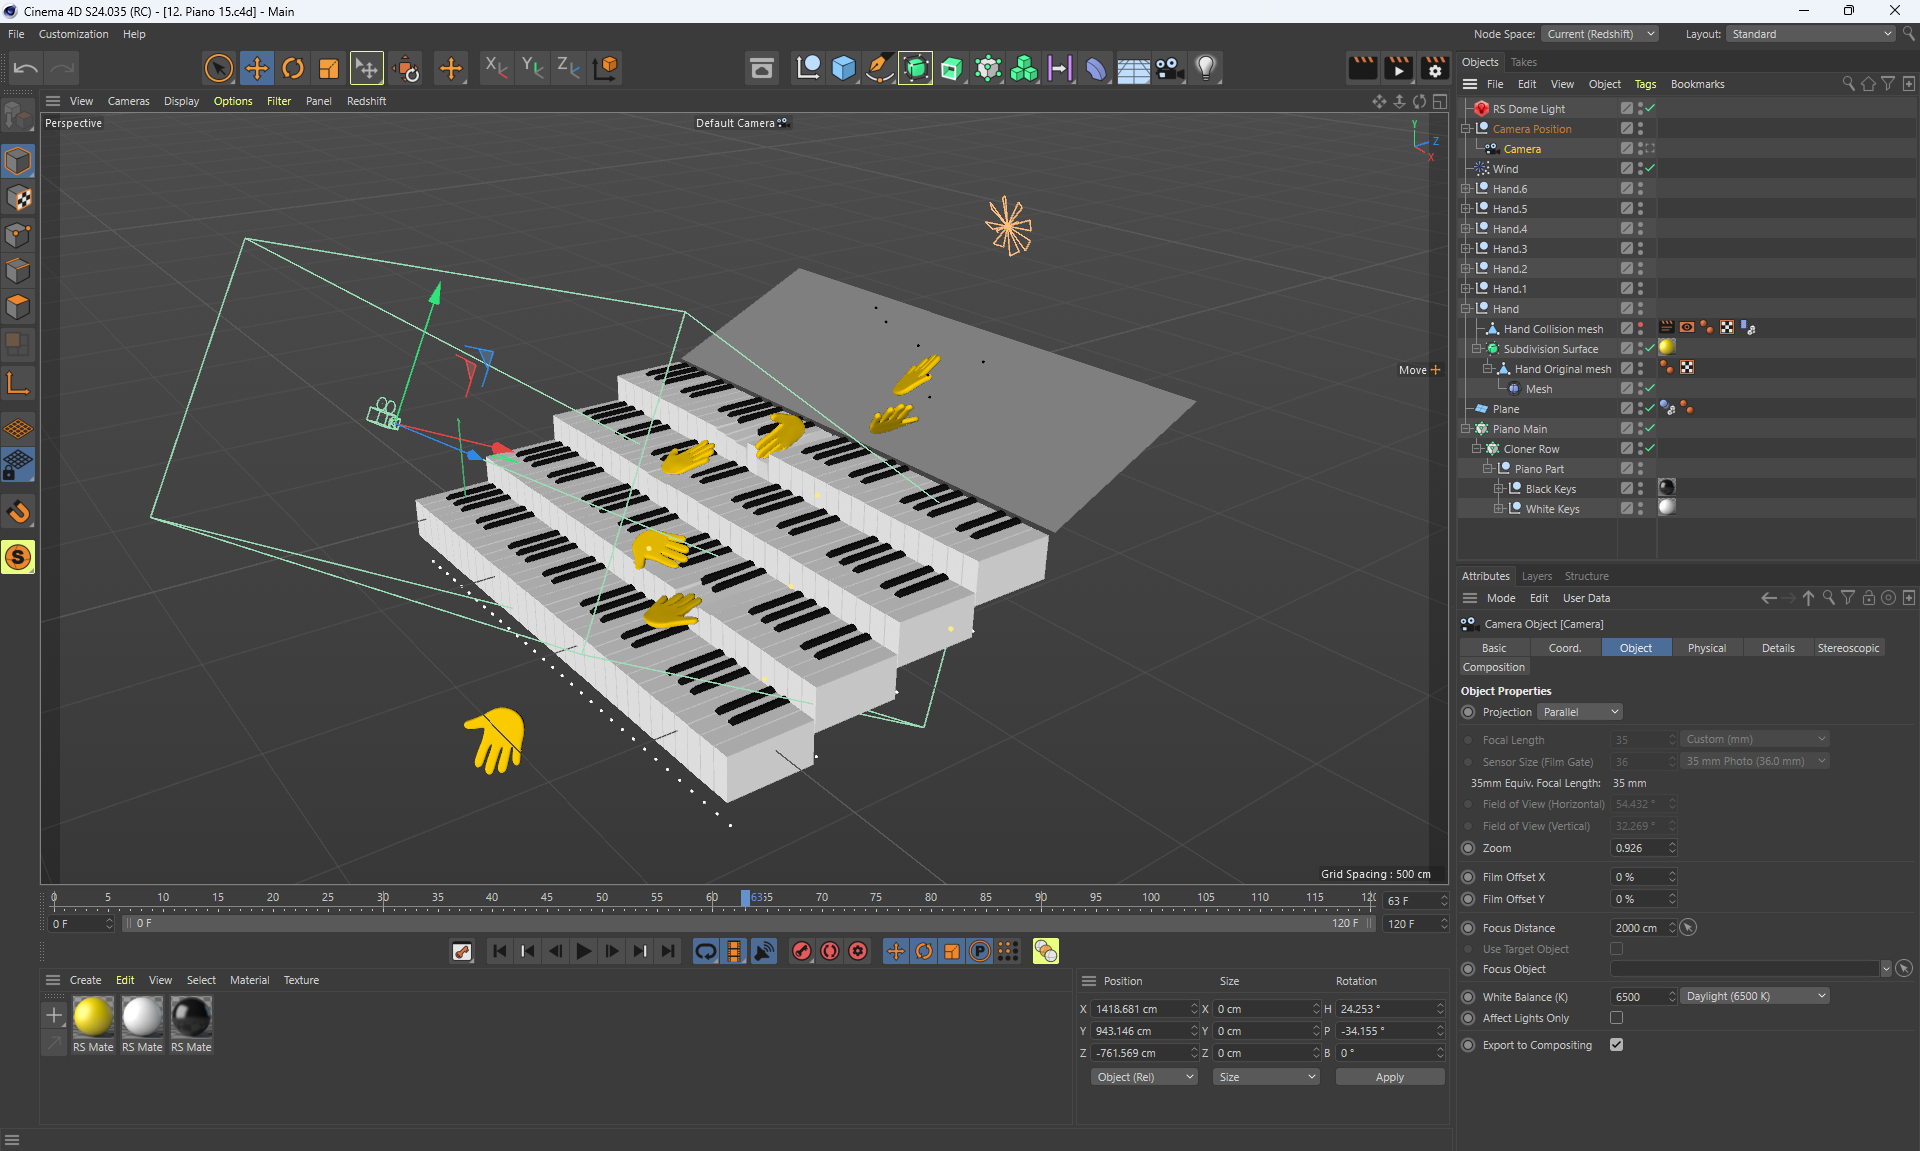 Cinema 4D S24.035 (RC) - [12. Piano 15.c4d] - Main
File Customization Help
Node Space: Current (Redshift) Layout: Standard
Objects Takes
File Edit View Object Tags Bookmarks
View Cameras Display Options Filter Panel Redshift
Perspective
Default Camera
Y
Z
X
Move
Grid Spacing : 500 cm
RS Dome Light
Camera Position
Camera
Wind
Hand.6
Hand.5
Hand.4
Hand.3
Hand.2
Hand.1
Hand
Hand Collision mesh
Subdivision Surface
Hand Original mesh
Mesh
Plane
Piano Main
Cloner Row
Piano Part
Black Keys
White Keys
Attributes Layers Structure
Mode Edit User Data
Camera Object [Camera]
Basic Coord. Object Physical Details Stereoscopic
Composition
Object Properties
Projection Parallel
Focal Length 35 Custom (mm)
Sensor Size (Film Gate) 36 35 mm Photo (36.0 mm)
35mm Equiv. Focal Length: 35 mm
Field of View (Horizontal) 54.432 °
Field of View (Vertical) 32.269 °
Zoom 0.926
Film Offset X 0 %
Film Offset Y 0 %
Focus Distance 2000 cm
Use Target Object
Focus Object
White Balance (K) 6500 Daylight (6500 K)
Affect Lights Only
Export to Compositing
0 5 10 15 20 25 30 35 40 45 50 55 60 63 65 70 75 80 85 90 95 100 105 110 115 120
63 F
0 F 0 F 120 F 120 F
Create Edit View Select Material Texture
RS Mate RS Mate RS Mate
Position Size Rotation
X 1418.681 cm X 0 cm H 24.253 °
Y 943.146 cm Y 0 cm P -34.155 °
Z -761.569 cm Z 0 cm B 0 °
Object (Rel) Size Apply